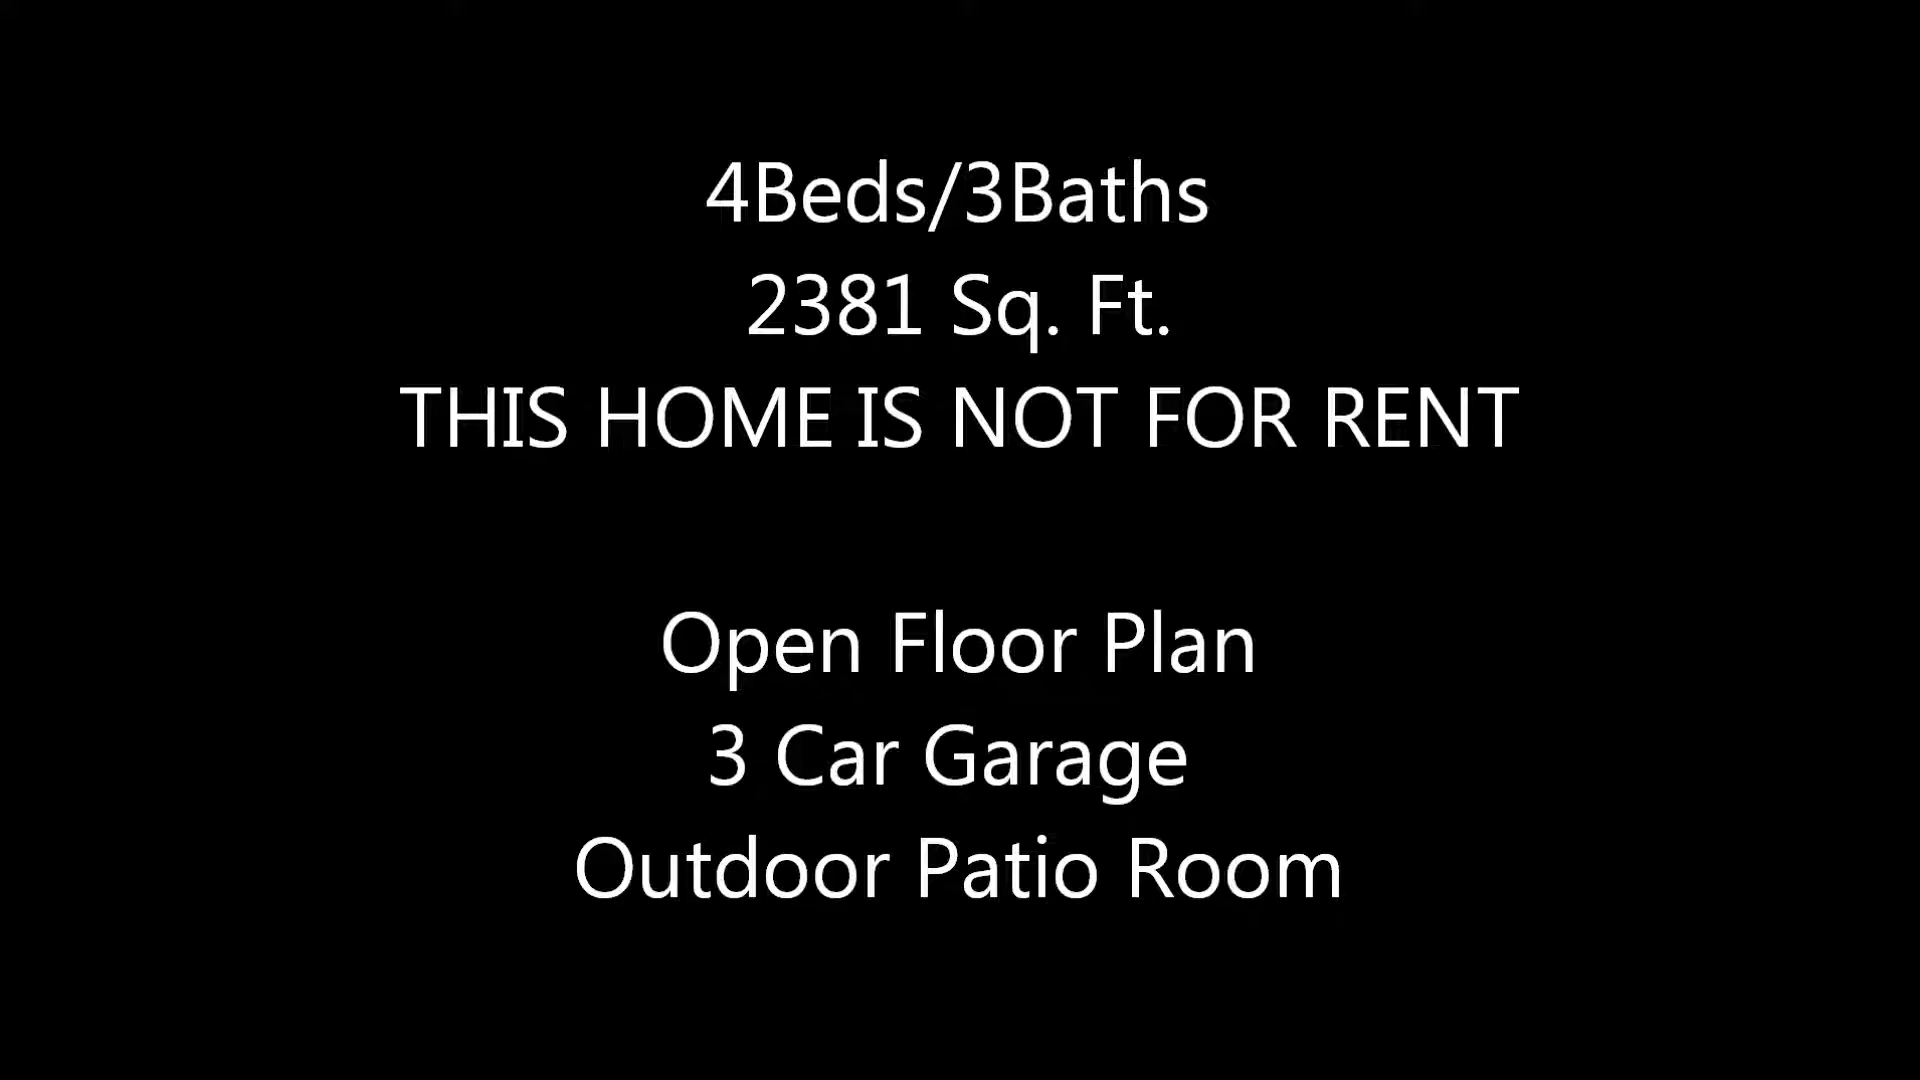 4Beds/3Baths
2381 Sq. Ft.
THIS HOME IS NOT FOR RENT
Open Floor Plan
3 Car Garage
Outdoor Patio Room